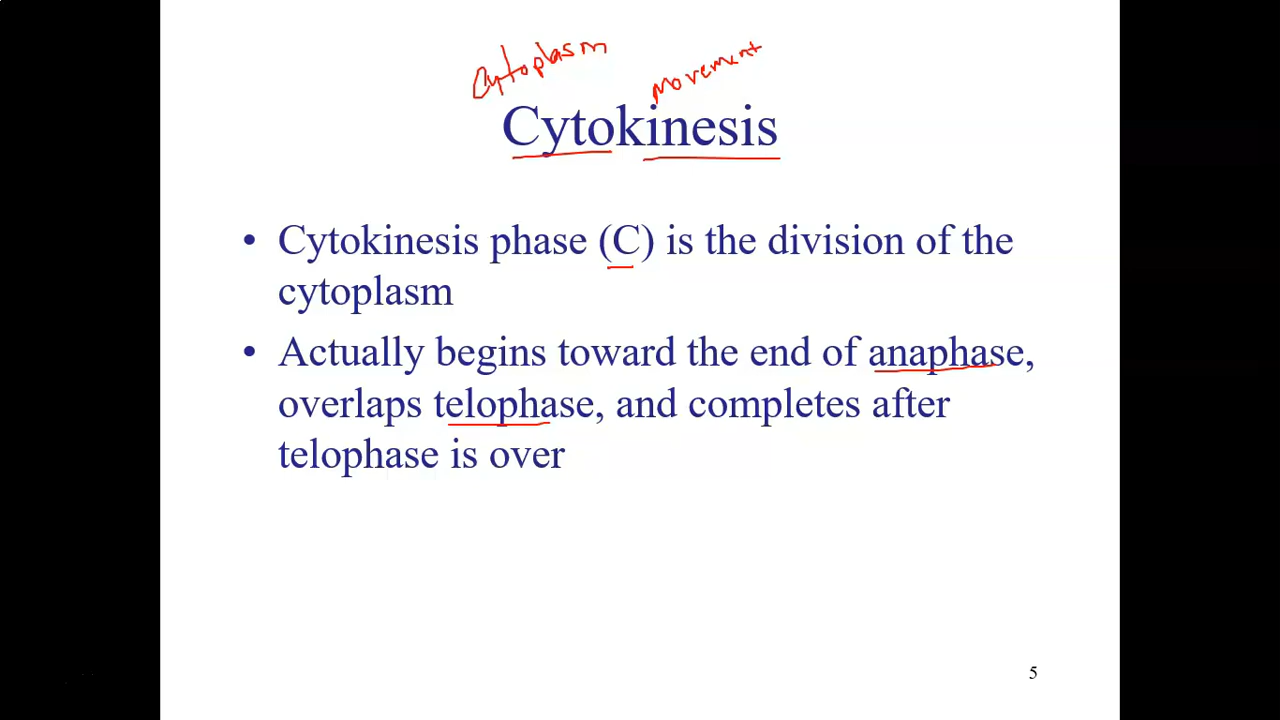 Cytoplasm
movement
Cytokinesis
• Cytokinesis phase (C) is the division of the
cytoplasm
• Actually begins toward the end of anaphase,
overlaps telophase, and completes after
telophase is over
5